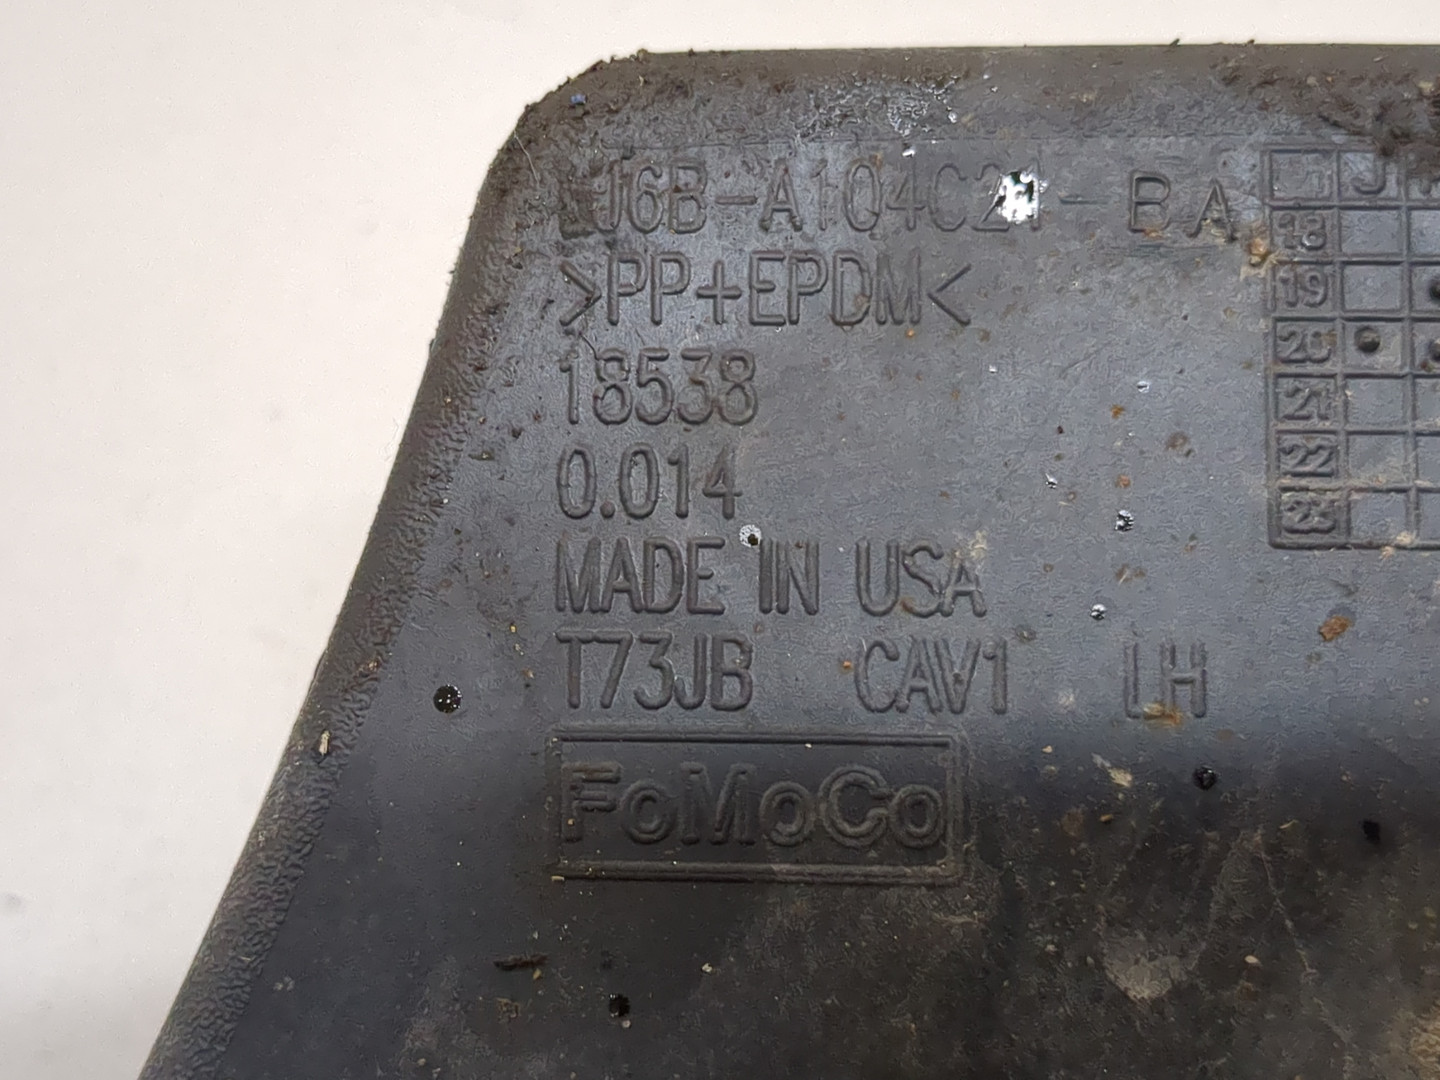 LJ6B-A104C21-BA
>PP+EPDM<
18538
0.014
MADE IN USA
T73JB CAV1 LH
FoMoCo
18
19
20
21
22
23